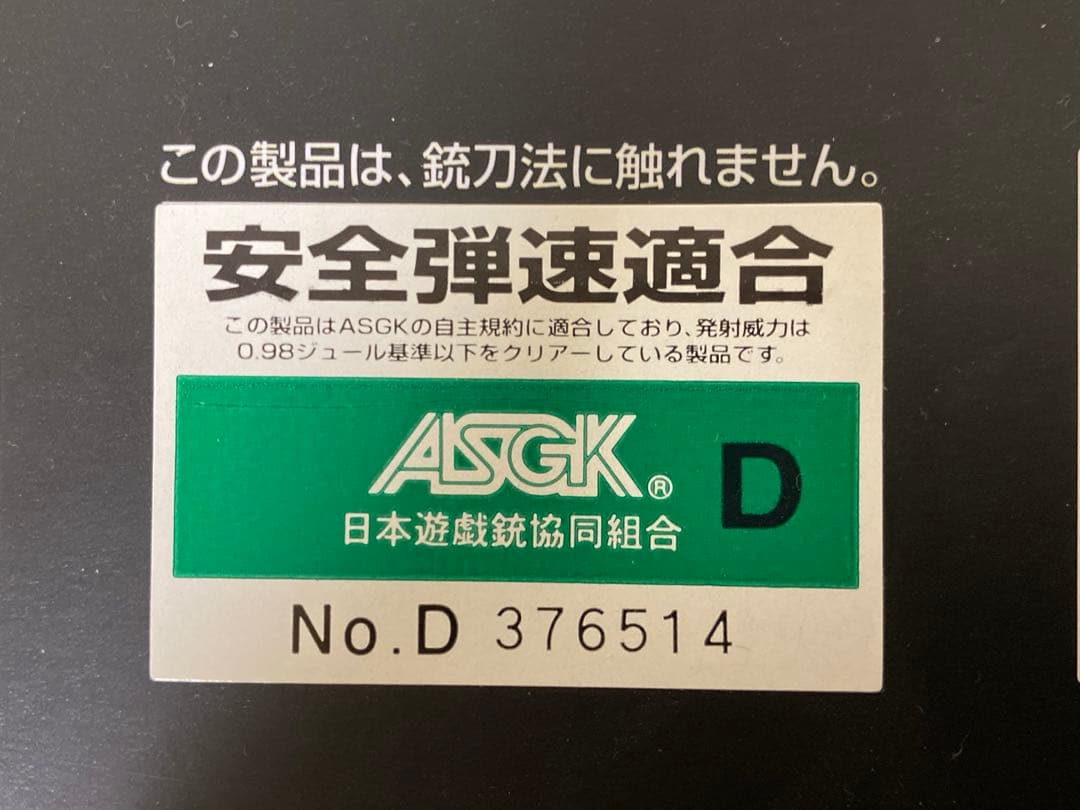 この製品は、銃刀法に触れません。
安全弾速適合
この製品はASGKの自主規約に適合しており、発射威力は
0.98ジュール基準以下をクリアーしている製品です。
ASGK® D
日本遊戯銃協同組合
No.D 376514